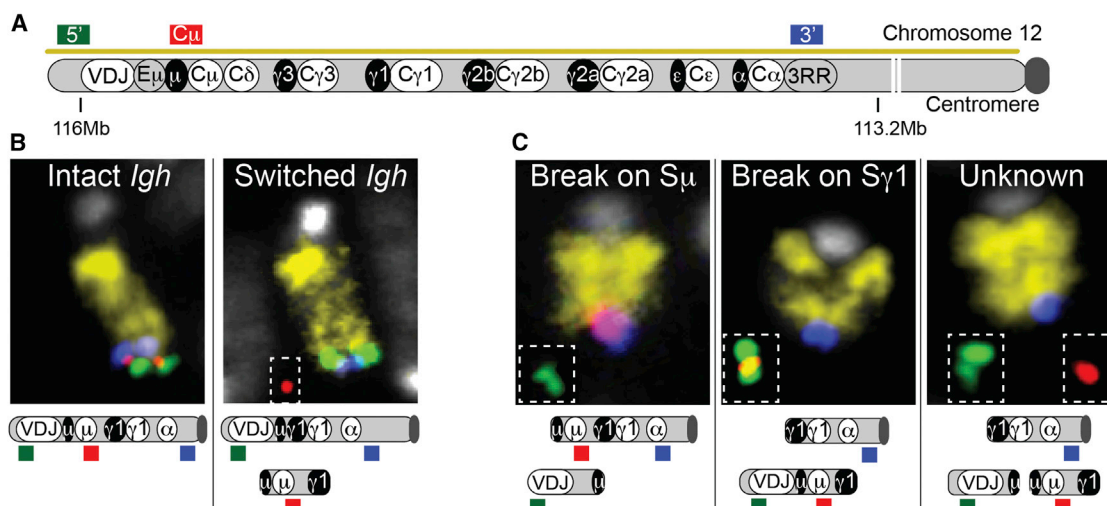 A
5' Cμ 3' Chromosome 12
VDJ Eμ μ Cμ Cδ γ3 Cγ3 γ1 Cγ1 γ2b Cγ2b γ2a Cγ2a ε Cε α Cα 3RR
116Mb 113.2Mb Centromere
B
Intact Igh Switched Igh
VDJ μ μ γ1 γ1 α VDJ μ γ1 γ1 α
μ μ γ1
C
Break on Sμ Break on Sγ1 Unknown
μ μ γ1 γ1 α γ1 γ1 α γ1 γ1 α
VDJ μ VDJ μ μ γ1 VDJ μ μ μ γ1